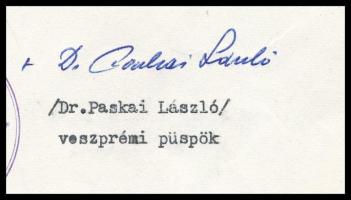 + Dr. Paskai László
/Dr.Paskai László/
veszprémi püspök